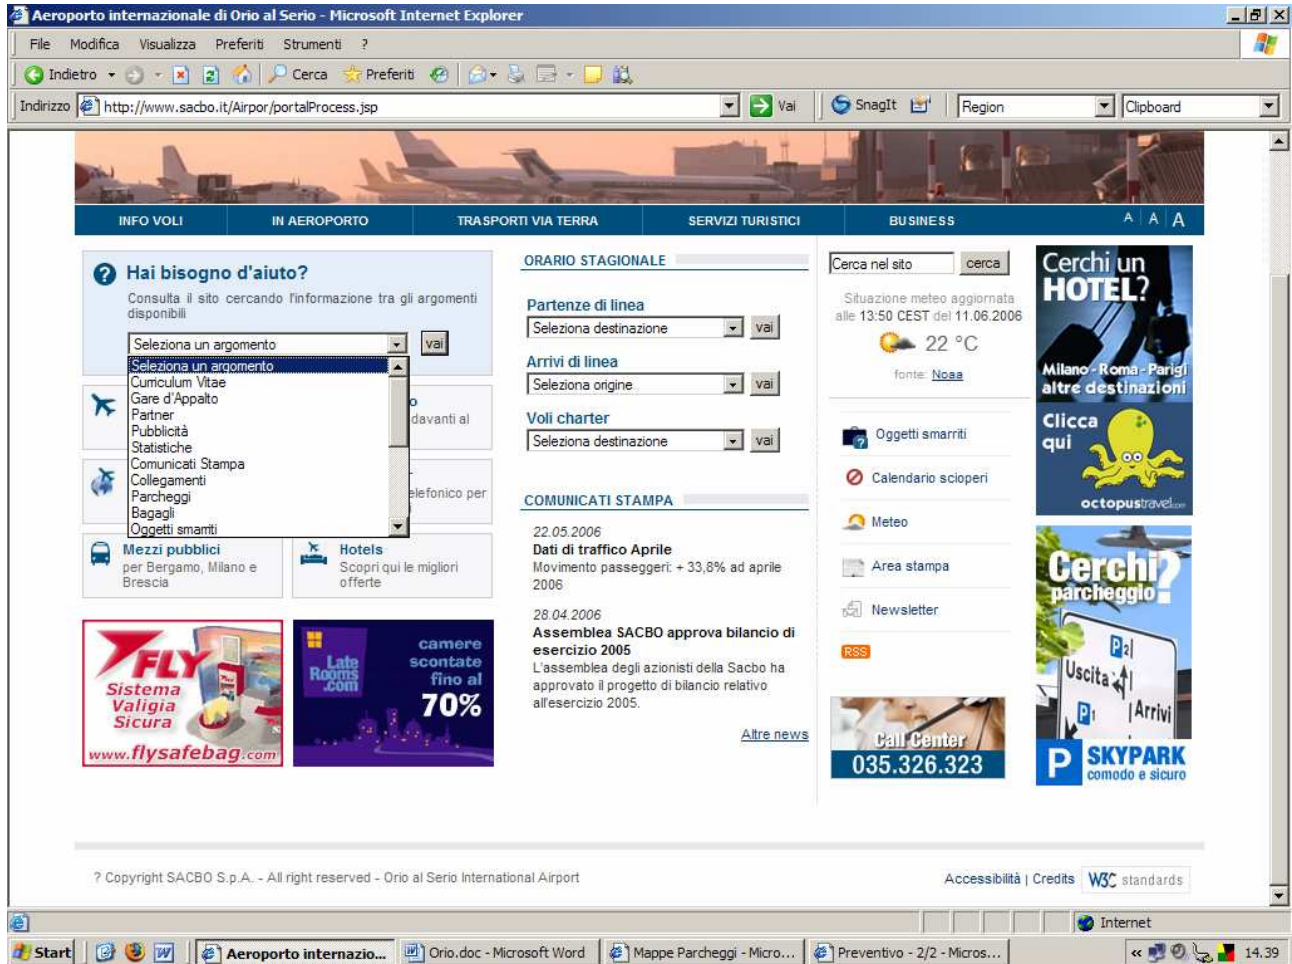 Aeroporto internazionale di Orio al Serio - Microsoft Internet Explorer
File Modifica Visualizza Preferiti Strumenti ?
Indietro Cerca Preferiti
Indirizzo http://www.sacbo.it/Airpor/portalProcess.jsp Vai SnagIt Region Clipboard
INFO VOLI IN AEROPORTO TRASPORTI VIA TERRA SERVIZI TURISTICI BUSINESS A A A
Hai bisogno d'aiuto?
Consulta il sito cercando l'informazione tra gli argomenti
disponibili
Seleziona un argomento vai
Seleziona un argomento
Curriculum Vitae
Gare d'Appalto
Partner
Pubblicità
Statistiche
Comunicati Stampa
Collegamenti
Parcheggi
Bagagli
Oggetti smarriti
davanti al
elefonico per
Mezzi pubblici
per Bergamo, Milano e
Brescia
Hotels
Scopri qui le migliori
offerte
FLY
Sistema
Valigia
Sicura
www.flysafebag.com
Late
Rooms
.com
camere
scontate
fino al
70%
ORARIO STAGIONALE
Partenze di linea
Seleziona destinazione vai
Arrivi di linea
Seleziona origine vai
Voli charter
Seleziona destinazione vai
COMUNICATI STAMPA
22.05.2006
Dati di traffico Aprile
Movimento passeggeri: + 33,8% ad aprile
2006
28.04.2006
Assemblea SACBO approva bilancio di
esercizio 2005
L'assemblea degli azionisti della Sacbo ha
approvato il progetto di bilancio relativo
all'esercizio 2005.
Altre news
Cerca nel sito cerca
Situazione meteo aggiornata
alle 13:50 CEST del 11.06.2006
22 °C
fonte: Noaa
Oggetti smarriti
Calendario scioperi
Meteo
Area stampa
Newsletter
RSS
Call Center
035.326.323
Cerchi un
HOTEL?
Milano - Roma - Parigi
altre destinazioni
Clicca
qui
octopustravel.com
Cerchi
parcheggio?
P2
Uscita
P1 Arrivi
P SKYPARK
comodo e sicuro
? Copyright SACBO S.p.A. - All right reserved - Orio al Serio International Airport
Accessibilità | Credits W3C standards
Internet
Start Aeroporto internazio... Orio.doc - Microsoft Word Mappe Parcheggi - Micro... Preventivo - 2/2 - Micros... « 14.39